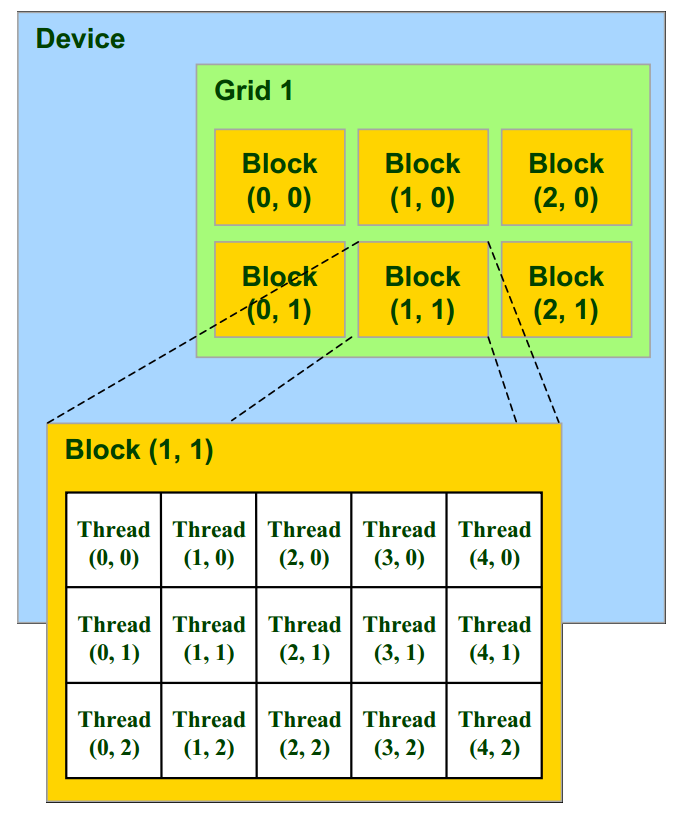 Device
Grid 1
Block Block Block
(0, 0) (1, 0) (2, 0)
Block Block Block
(0, 1) (1, 1) (2, 1)
Block (1, 1)
Thread Thread Thread Thread Thread
(0, 0) (1, 0) (2, 0) (3, 0) (4, 0)
Thread Thread Thread Thread Thread
(0, 1) (1, 1) (2, 1) (3, 1) (4, 1)
Thread Thread Thread Thread Thread
(0, 2) (1, 2) (2, 2) (3, 2) (4, 2)